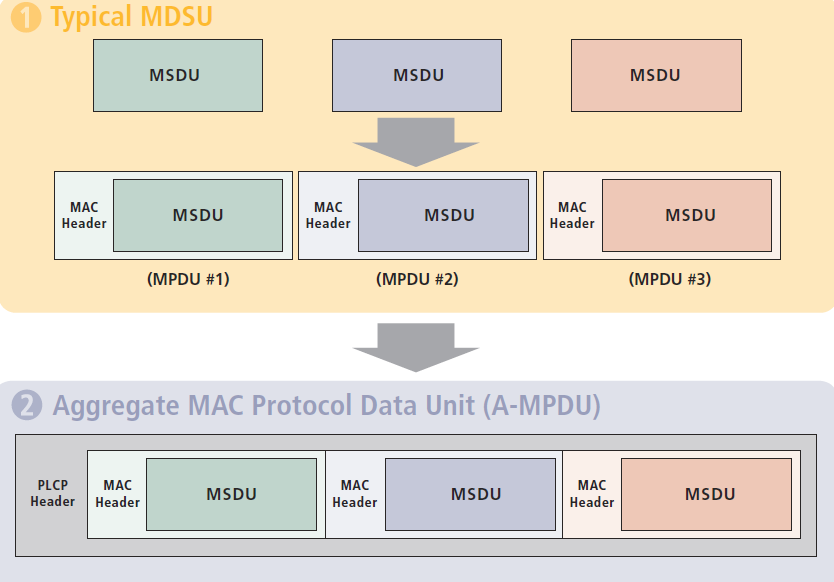 1 Typical MDSU
MSDU MSDU MSDU
MAC Header MSDU MAC Header MSDU MAC Header MSDU
(MPDU #1) (MPDU #2) (MPDU #3)
2 Aggregate MAC Protocol Data Unit (A-MPDU)
PLCP Header MAC Header MSDU MAC Header MSDU MAC Header MSDU